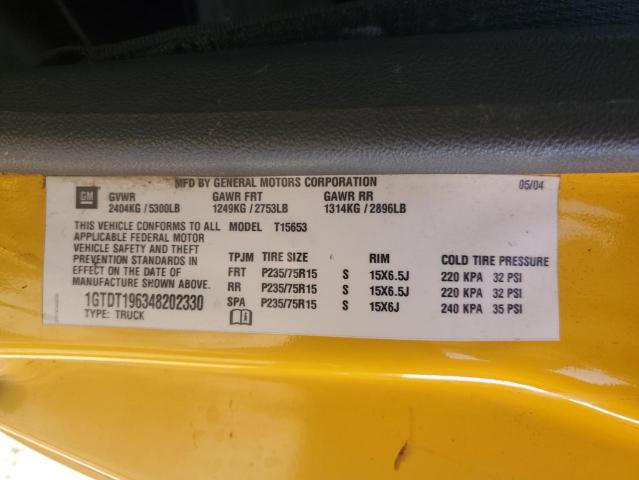 MFD BY GENERAL MOTORS CORPORATION 05/04
GM
GVWR GAWR FRT GAWR RR
2404KG / 5300LB 1249KG / 2753LB 1314KG / 2896LB
THIS VEHICLE CONFORMS TO ALL MODEL T15653
APPLICABLE FEDERAL MOTOR
VEHICLE SAFETY AND THEFT
PREVENTION STANDARDS IN
EFFECT ON THE DATE OF
MANUFACTURE SHOWN ABOVE.
1GTDT196348202330
TYPE: TRUCK
TPJM TIRE SIZE RIM COLD TIRE PRESSURE
FRT P235/75R15 S 15X6.5J 220 KPA 32 PSI
RR P235/75R15 S 15X6.5J 220 KPA 32 PSI
SPA P235/75R15 S 15X6J 240 KPA 35 PSI